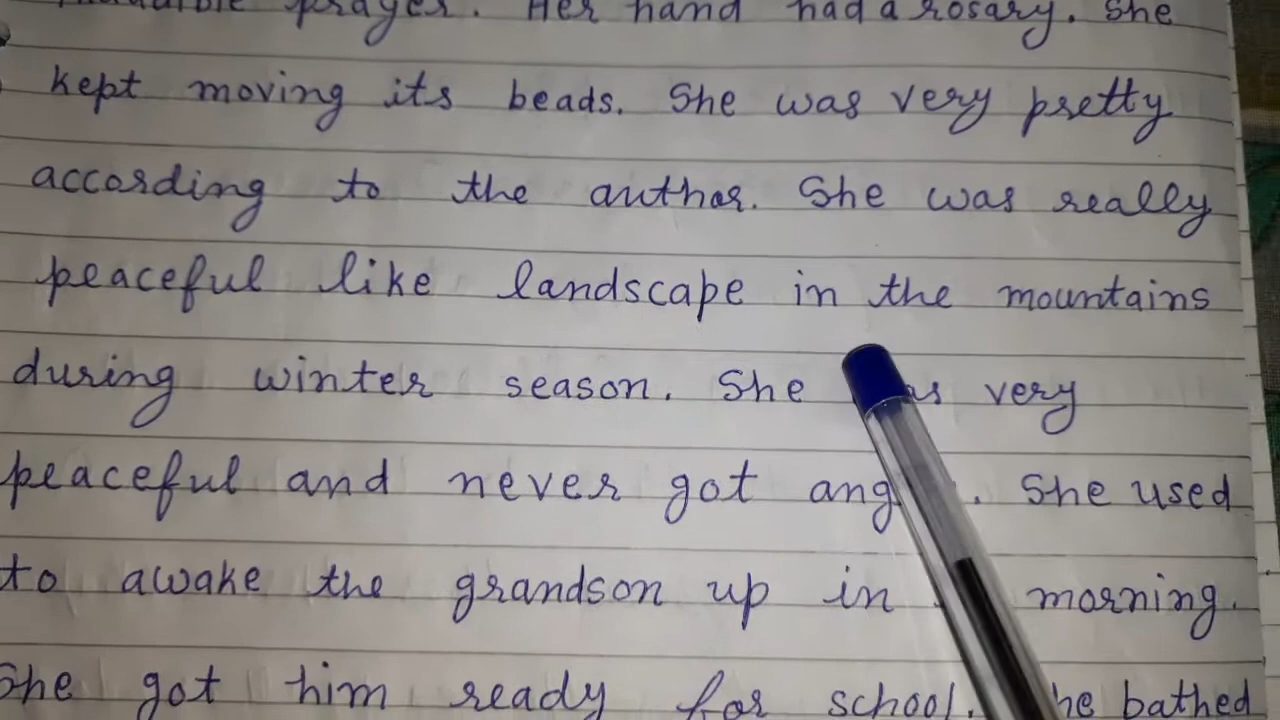 prayer. Her hand had a rosary. She
kept moving its beads. She was very pretty
according to the author. She was really
peaceful like landscape in the mountains
during winter season. She very
peaceful and never got . She used
to awake the grandson up in morning.
She got him ready for school. bathed